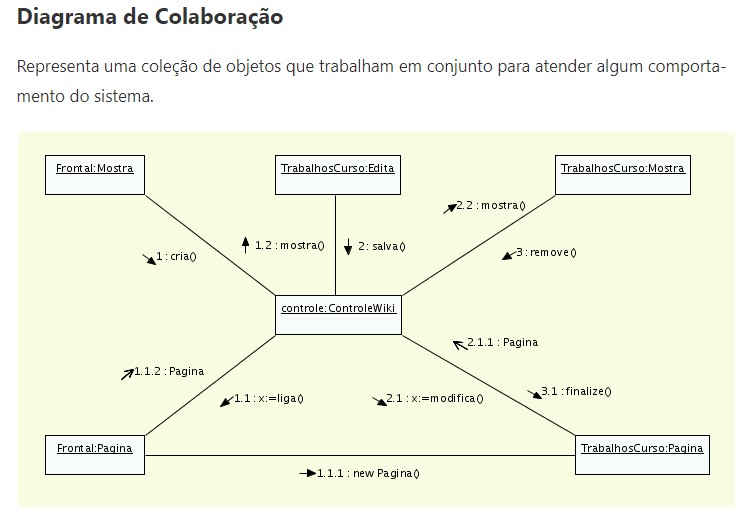 Diagrama de Colaboração
Representa uma coleção de objetos que trabalham em conjunto para atender algum comporta-
mento do sistema.
Frontal:Mostra
TrabalhosCurso:Edita
TrabalhosCurso:Mostra
2.2 : mostra()
1 : cria()
1.2 : mostra()
2: salva()
3 : remove()
controle:ControleWiki
2.1.1 : Pagina
1.1.2 : Pagina
1.1 : x:=liga()
2.1 : x:=modifica()
3.1 : finalize()
Frontal:Pagina
TrabalhosCurso:Pagina
1.1.1 : new Pagina()